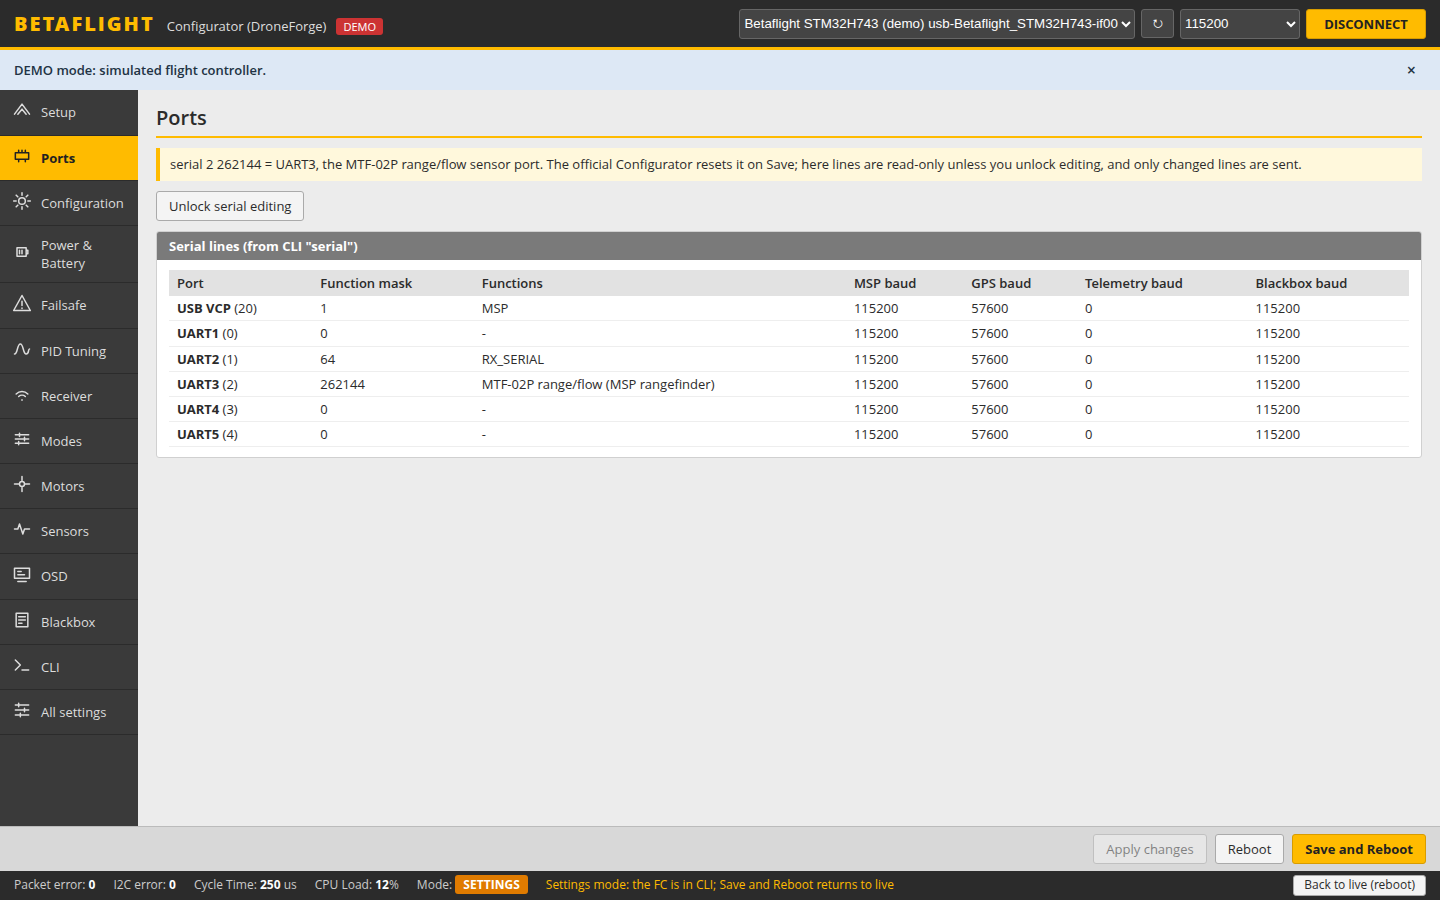 BETAFLIGHT Configurator (DroneForge) DEMO Betaflight STM32H743 (demo) usb-Betaflight_STM32H743-if00 ↻ 115200 DISCONNECT
DEMO mode: simulated flight controller. ×
Setup
Ports
Configuration
Power &
Battery
Failsafe
PID Tuning
Receiver
Modes
Motors
Sensors
OSD
Blackbox
CLI
All settings
Ports
serial 2 262144 = UART3, the MTF-02P range/flow sensor port. The official Configurator resets it on Save; here lines are read-only unless you unlock editing, and only changed lines are sent.
Unlock serial editing
Serial lines (from CLI "serial")
Port Function mask Functions MSP baud GPS baud Telemetry baud Blackbox baud
USB VCP (20) 1 MSP 115200 57600 0 115200
UART1 (0) 0 - 115200 57600 0 115200
UART2 (1) 64 RX_SERIAL 115200 57600 0 115200
UART3 (2) 262144 MTF-02P range/flow (MSP rangefinder) 115200 57600 0 115200
UART4 (3) 0 - 115200 57600 0 115200
UART5 (4) 0 - 115200 57600 0 115200
Apply changes Reboot Save and Reboot
Packet error: 0 I2C error: 0 Cycle Time: 250 us CPU Load: 12% Mode: SETTINGS Settings mode: the FC is in CLI; Save and Reboot returns to live Back to live (reboot)